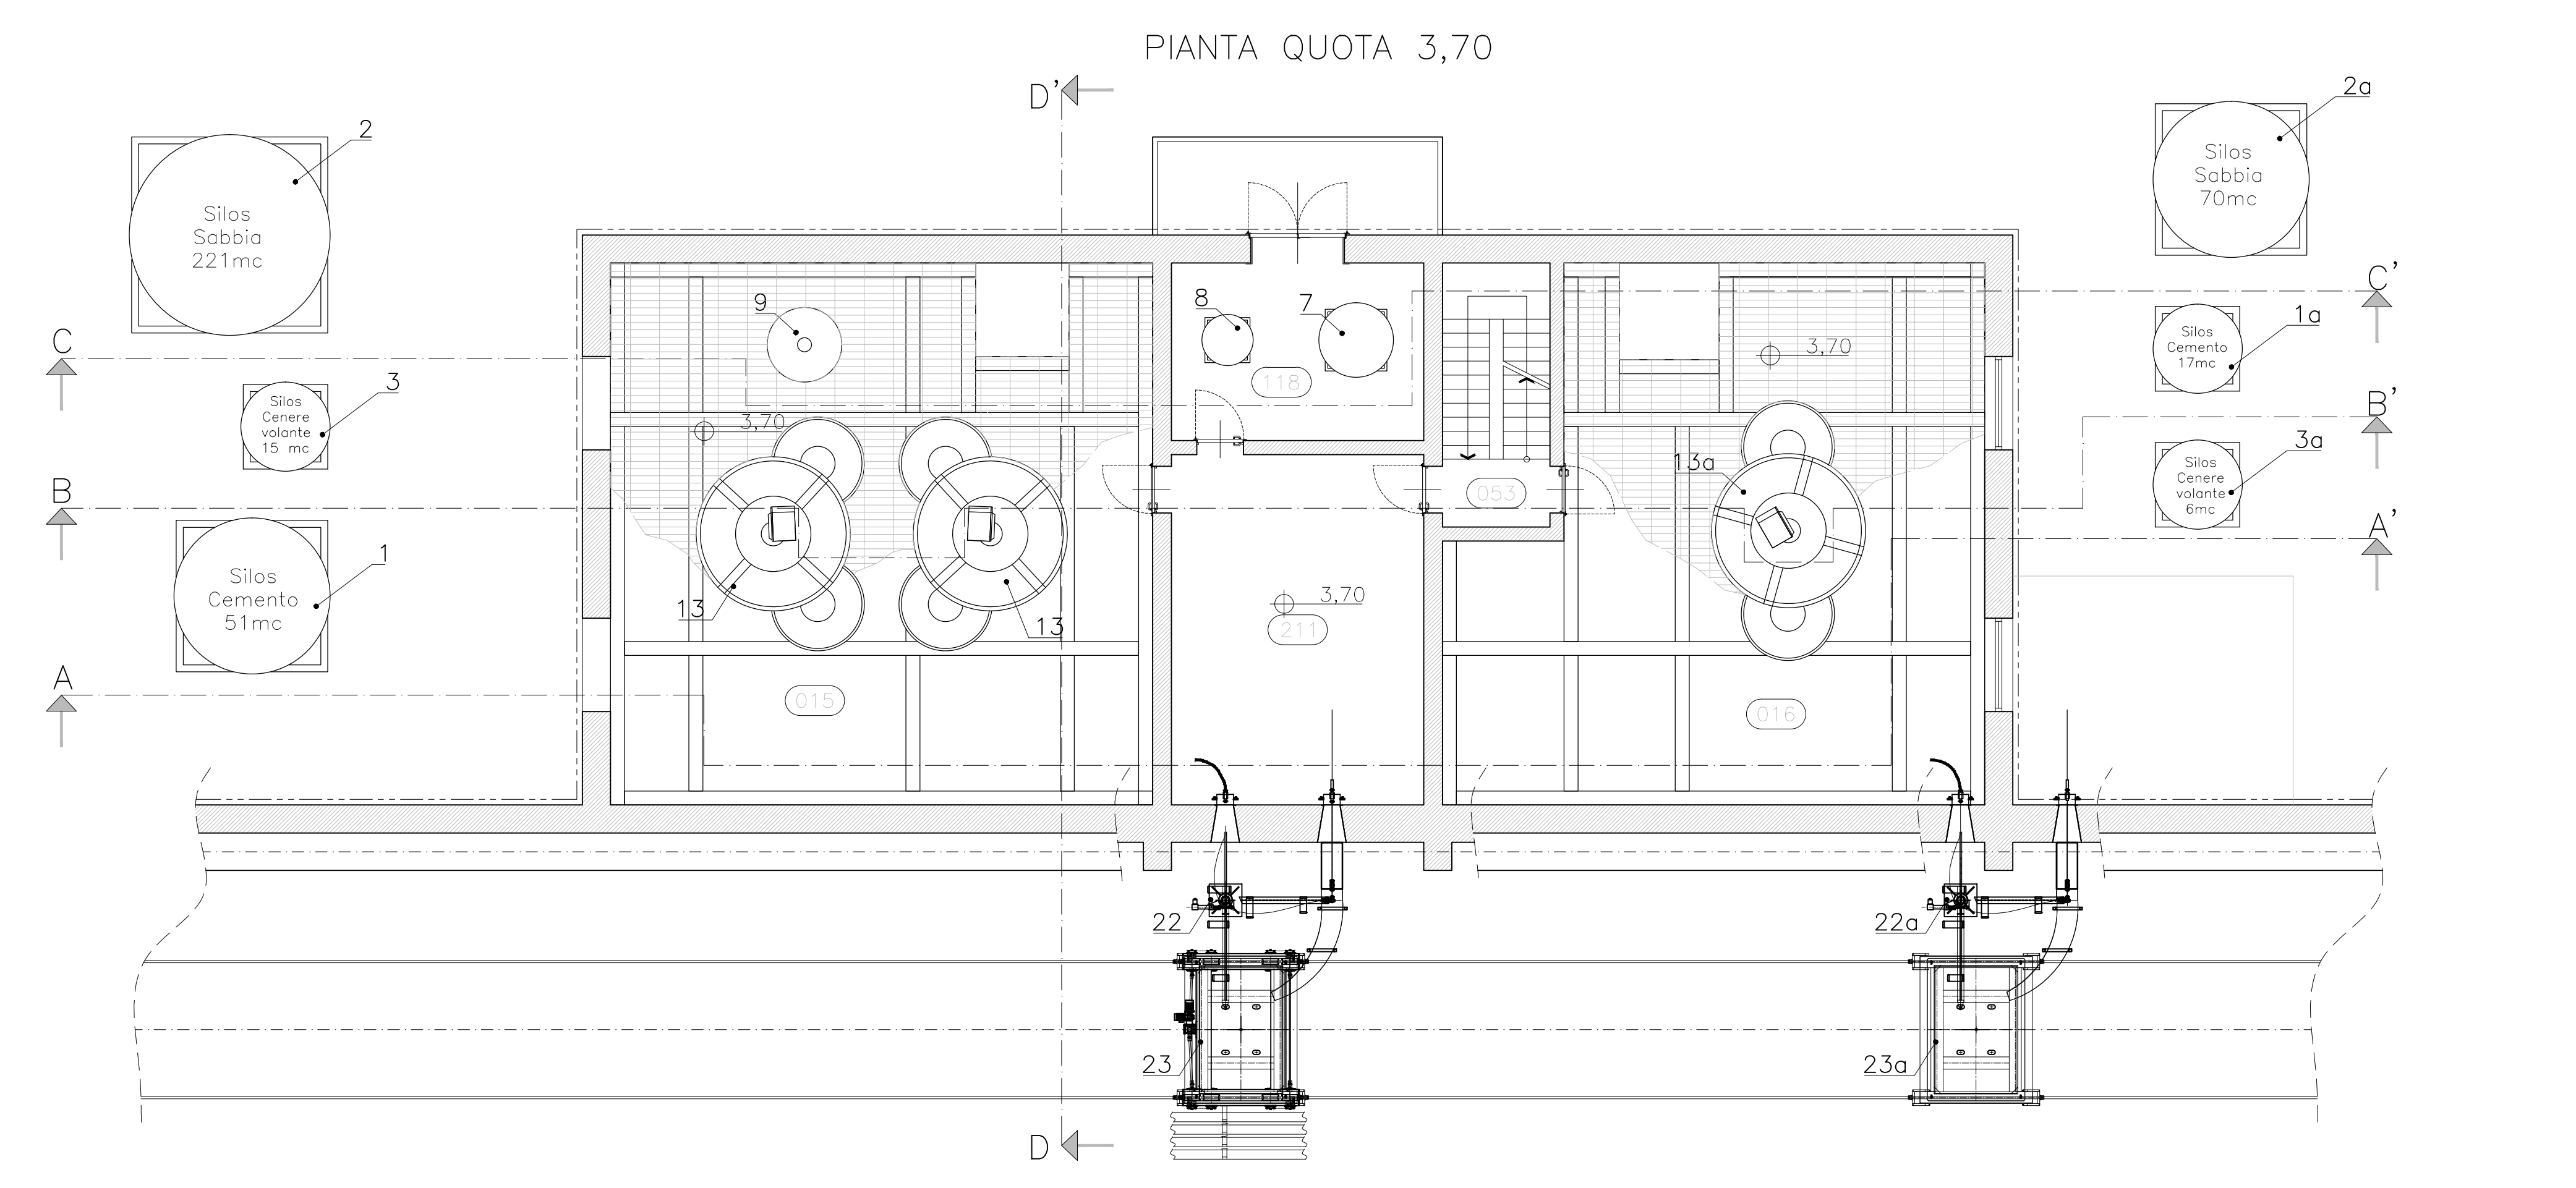 PIANTA QUOTA 3,70
D'
2
2a
Silos
Sabbia
221mc
Silos
Sabbia
70mc
C
C'
9
8
7
3,70
1a
Silos
Cemento
17mc
3
Silos
Cenere
volante
15 mc
118
3,70
B
B'
13a
053
3a
Silos
Cenere
volante
6mc
A'
1
Silos
Cemento
51mc
13
13
3,70
211
A
015
016
22
22a
23
23a
D